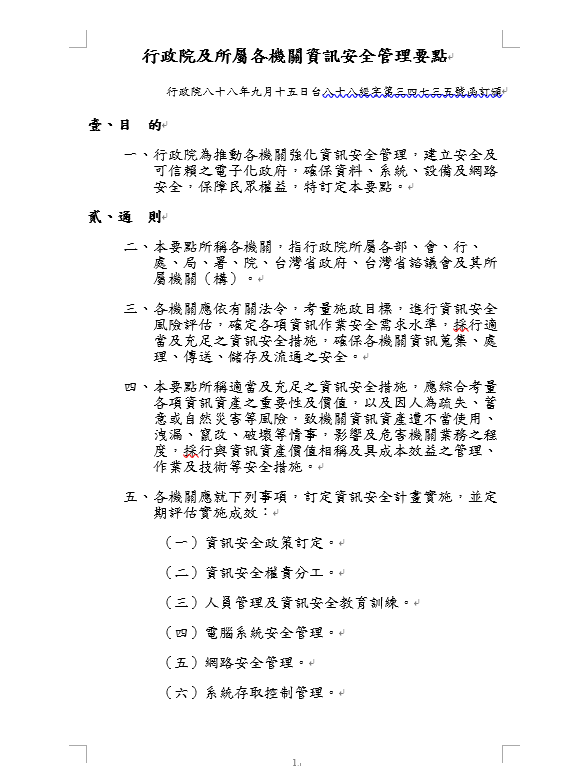 行政院及所屬各機關資訊安全管理要點
行政院八十八年九月十五日台八十八經字第三四七三五號函訂頒
壹、目　的
一、行政院為推動各機關強化資訊安全管理，建立安全及
可信賴之電子化政府，確保資料、系統、設備及網路
安全，保障民眾權益，特訂定本要點。
貳、通　則
二、本要點所稱各機關，指行政院所屬各部、會、行、
處、局、署、院、台灣省政府、台灣省諮議會及其所
屬機關（構）。
三、各機關應依有關法令，考量施政目標，進行資訊安全
風險評估，確定各項資訊作業安全需求水準，採行適
當及充足之資訊安全措施，確保各機關資訊蒐集、處
理、傳送、儲存及流通之安全。
四、本要點所稱適當及充足之資訊安全措施，應綜合考量
各項資訊資產之重要性及價值，以及因人為疏失、蓄
意或自然災害等風險，致機關資訊資產遭不當使用、
洩漏、竄改、破壞等情事，影響及危害機關業務之程
度，採行與資訊資產價值相稱及具成本效益之管理、
作業及技術等安全措施。
五、各機關應就下列事項，訂定資訊安全計畫實施，並定
期評估實施成效：
（一）資訊安全政策訂定。
（二）資訊安全權責分工。
（三）人員管理及資訊安全教育訓練。
（四）電腦系統安全管理。
（五）網路安全管理。
（六）系統存取控制管理。
1